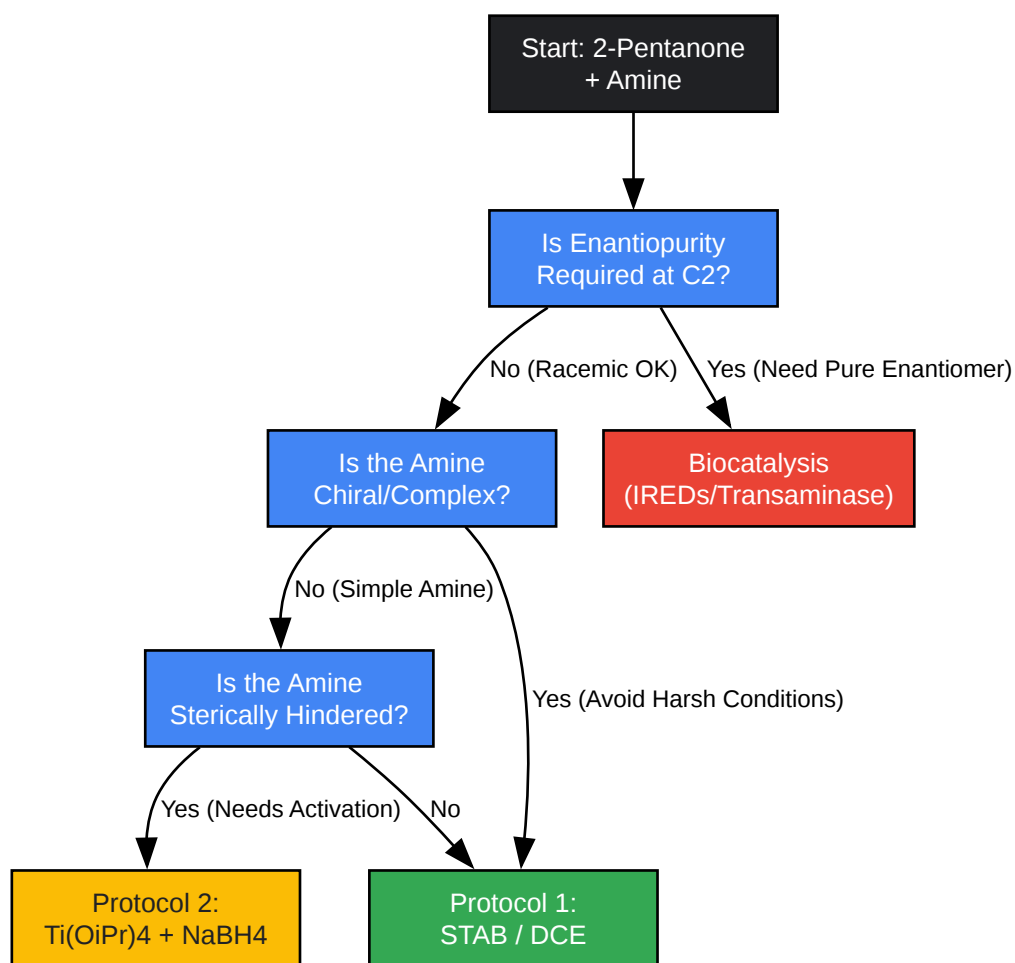 Start: 2-Pentanone
+ Amine
Is Enantiopurity
Required at C2?
No (Racemic OK)
Yes (Need Pure Enantiomer)
Is the Amine
Chiral/Complex?
Biocatalysis
(IREDs/Transaminase)
No (Simple Amine)
Is the Amine
Sterically Hindered?
Yes (Avoid Harsh Conditions)
Yes (Needs Activation)
No
Protocol 2:
Ti(OiPr)4 + NaBH4
Protocol 1:
STAB / DCE